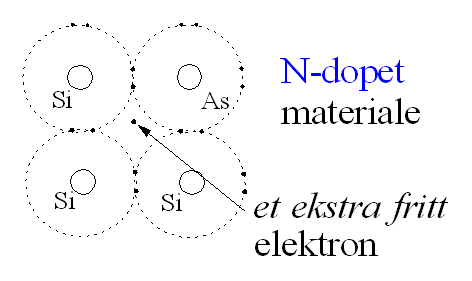 Si
As.
N-dopet
materiale
Si
Si
et ekstra fritt
elektron